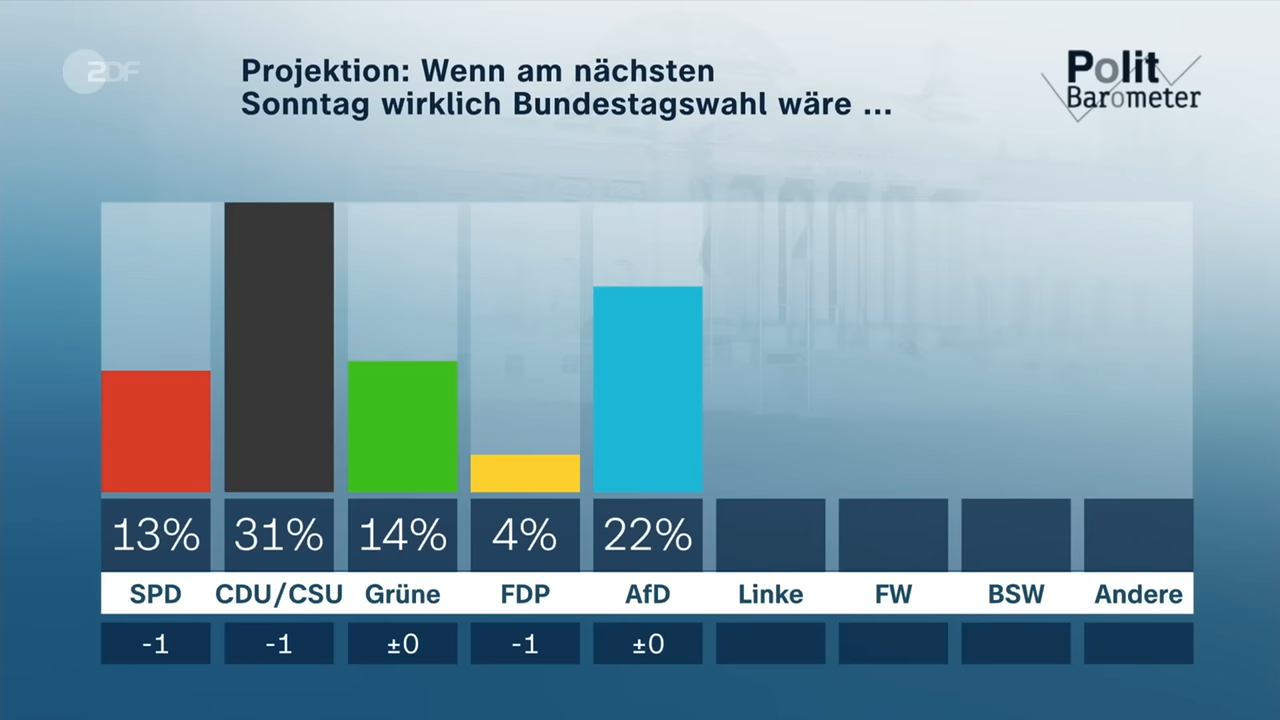 ZDF
Projektion: Wenn am nächsten
Sonntag wirklich Bundestagswahl wäre ...
Polit
Barometer
13% 31% 14% 4% 22%
SPD CDU/CSU Grüne FDP AfD Linke FW BSW Andere
-1 -1 ±0 -1 ±0